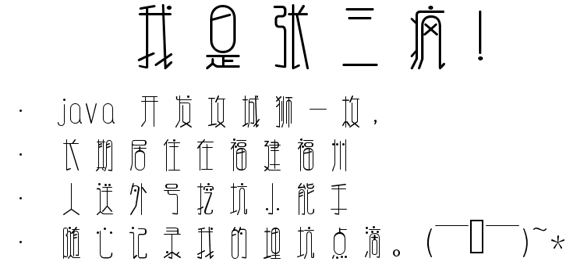 我是张三疯!
· java 开发攻城狮一枚,
· 长期居住在福建福州
· 人送外号挖坑小能手
· 随心记录我的埋坑点滴。(￣▯￣)~*